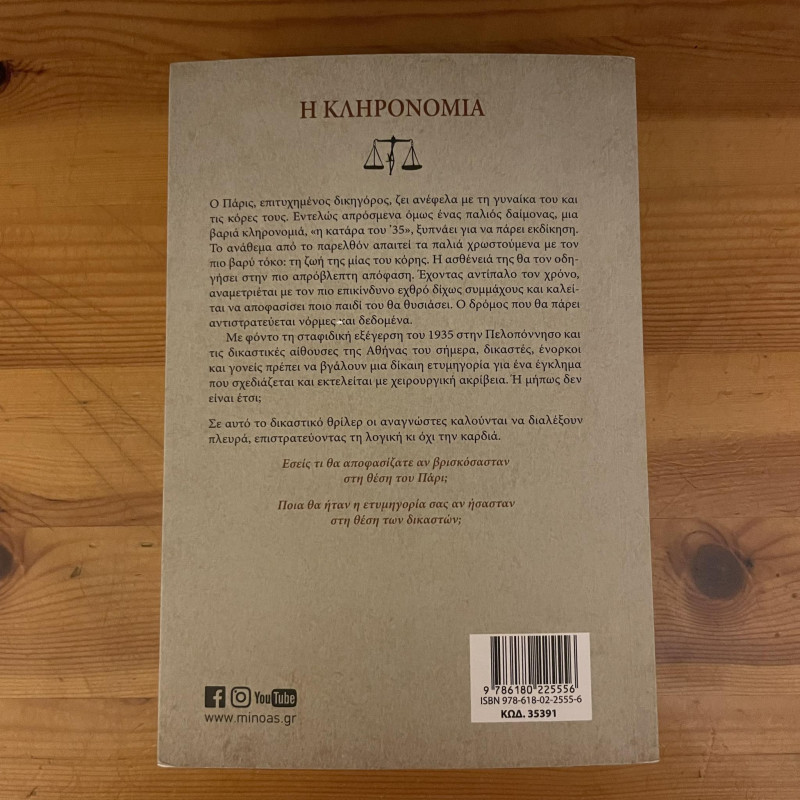 Η ΚΛΗΡΟΝΟΜΙΑ
Ο Πάρις, επιτυχημένος δικηγόρος, ζει ανέφελα με τη γυναίκα του και
τις κόρες τους. Εντελώς απρόσμενα όμως ένας παλιός δαίμονας, μια
βαριά κληρονομιά, «η κατάρα του ’35», ξυπνάει για να πάρει εκδίκηση.
Το ανάθεμα από το παρελθόν απαιτεί τα παλιά χρωστούμενα με τον
πιο βαρύ τόκο: τη ζωή της μίας του κόρης. Η ασθένειά της θα τον οδη-
γήσει στην πιο απρόβλεπτη απόφαση. Έχοντας αντίπαλο τον χρόνο,
αναμετριέται με τον πιο επικίνδυνο εχθρό δίχως συμμάχους και καλεί-
ται να αποφασίσει ποιο παιδί του θα θυσιάσει. Ο δρόμος που θα πάρει
αντιστρατεύεται νόρμες και δεδομένα.
Με φόντο τη σταφιδική εξέγερση του 1935 στην Πελοπόννησο και
τις δικαστικές αίθουσες της Αθήνας του σήμερα, δικαστές, ένορκοι
και γονείς πρέπει να βγάλουν μια δίκαιη ετυμηγορία για ένα έγκλημα
που σχεδιάζεται και εκτελείται με χειρουργική ακρίβεια. Ή μήπως δεν
είναι έτσι;
Σε αυτό το δικαστικό θρίλερ οι αναγνώστες καλούνται να διαλέξουν
πλευρά, επιστρατεύοντας τη λογική κι όχι την καρδιά.
Εσείς τι θα αποφασίζατε αν βρισκόσασταν
στη θέση του Πάρι;
Ποια θα ήταν η ετυμηγορία σας αν ήσασταν
στη θέση των δικαστών;
YouTube
www.minoas.gr
9 786180 225556
ISBN 978-618-02-2555-6
ΚΩΔ. 35391